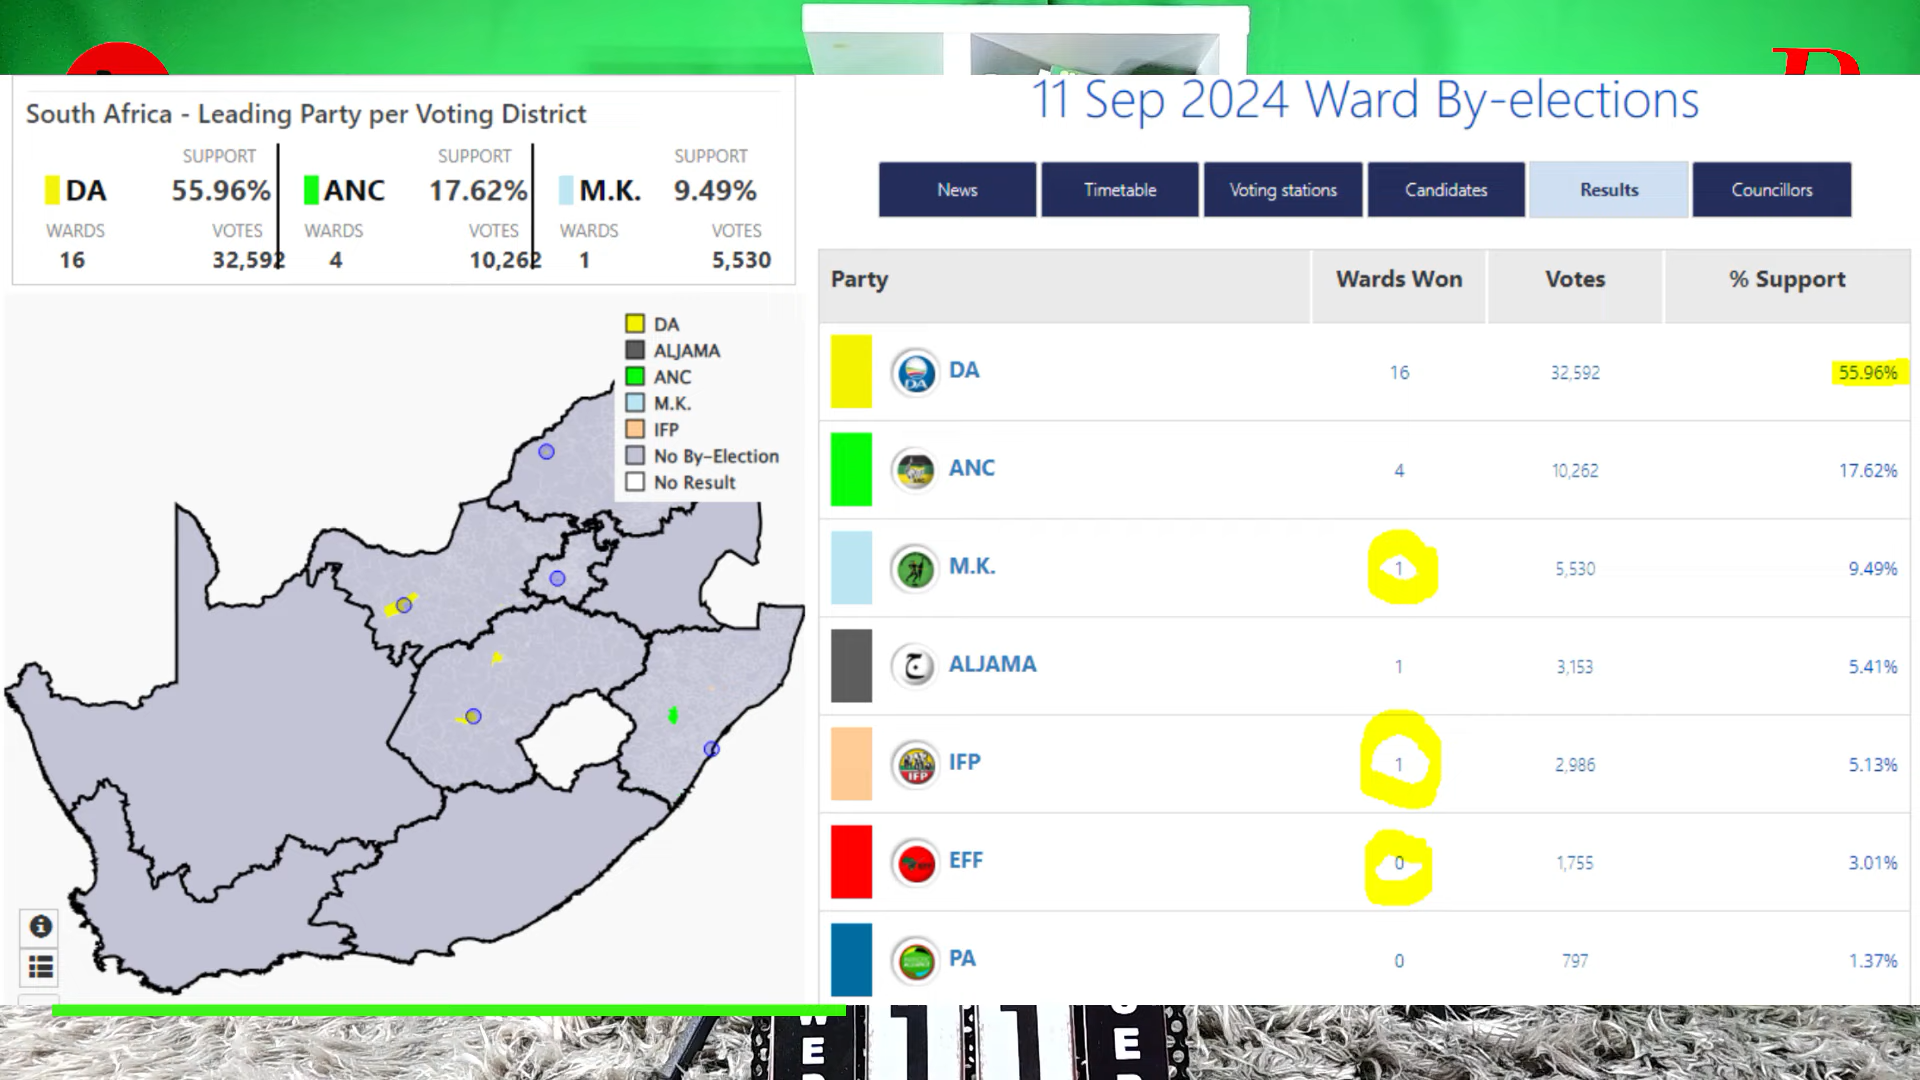 South Africa - Leading Party per Voting District
SUPPORT SUPPORT SUPPORT
DA 55.96% ANC 17.62% M.K. 9.49%
WARDS VOTES WARDS VOTES WARDS VOTES
16 32,592 4 10,262 1 5,530
DA
ALJAMA
ANC
M.K.
IFP
No By-Election
No Result
11 Sep 2024 Ward By-elections
News Timetable Voting stations Candidates Results Councillors
Party Wards Won Votes % Support
DA DA 16 32,592 55.96%
ANC 4 10,262 17.62%
M.K. 1 5,530 9.49%
ج ALJAMA 1 3,153 5.41%
IFP IFP 1 2,986 5.13%
EFF 0 1,755 3.01%
PA 0 797 1.37%